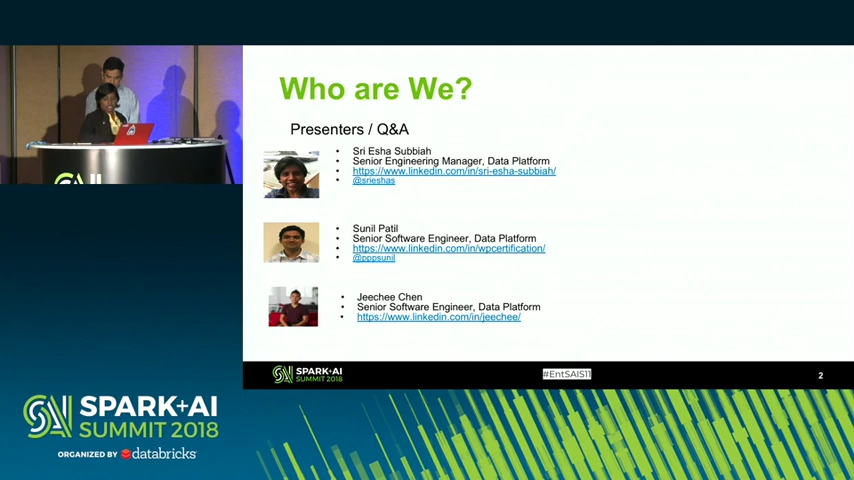 Who are We?
Presenters / Q&A
• Sri Esha Subbiah
• Senior Engineering Manager, Data Platform
• https://www.linkedin.com/in/sri-esha-subbiah/
• @srieshas
• Sunil Patil
• Senior Software Engineer, Data Platform
• https://www.linkedin.com/in/wpcertification/
• @pppsunil
• Jeechee Chen
• Senior Software Engineer, Data Platform
• https://www.linkedin.com/in/jeechee/
SPARK+AI
SUMMIT 2018
#EntSAIS11
2
SPARK+AI
SUMMIT 2018
ORGANIZED BY databricks